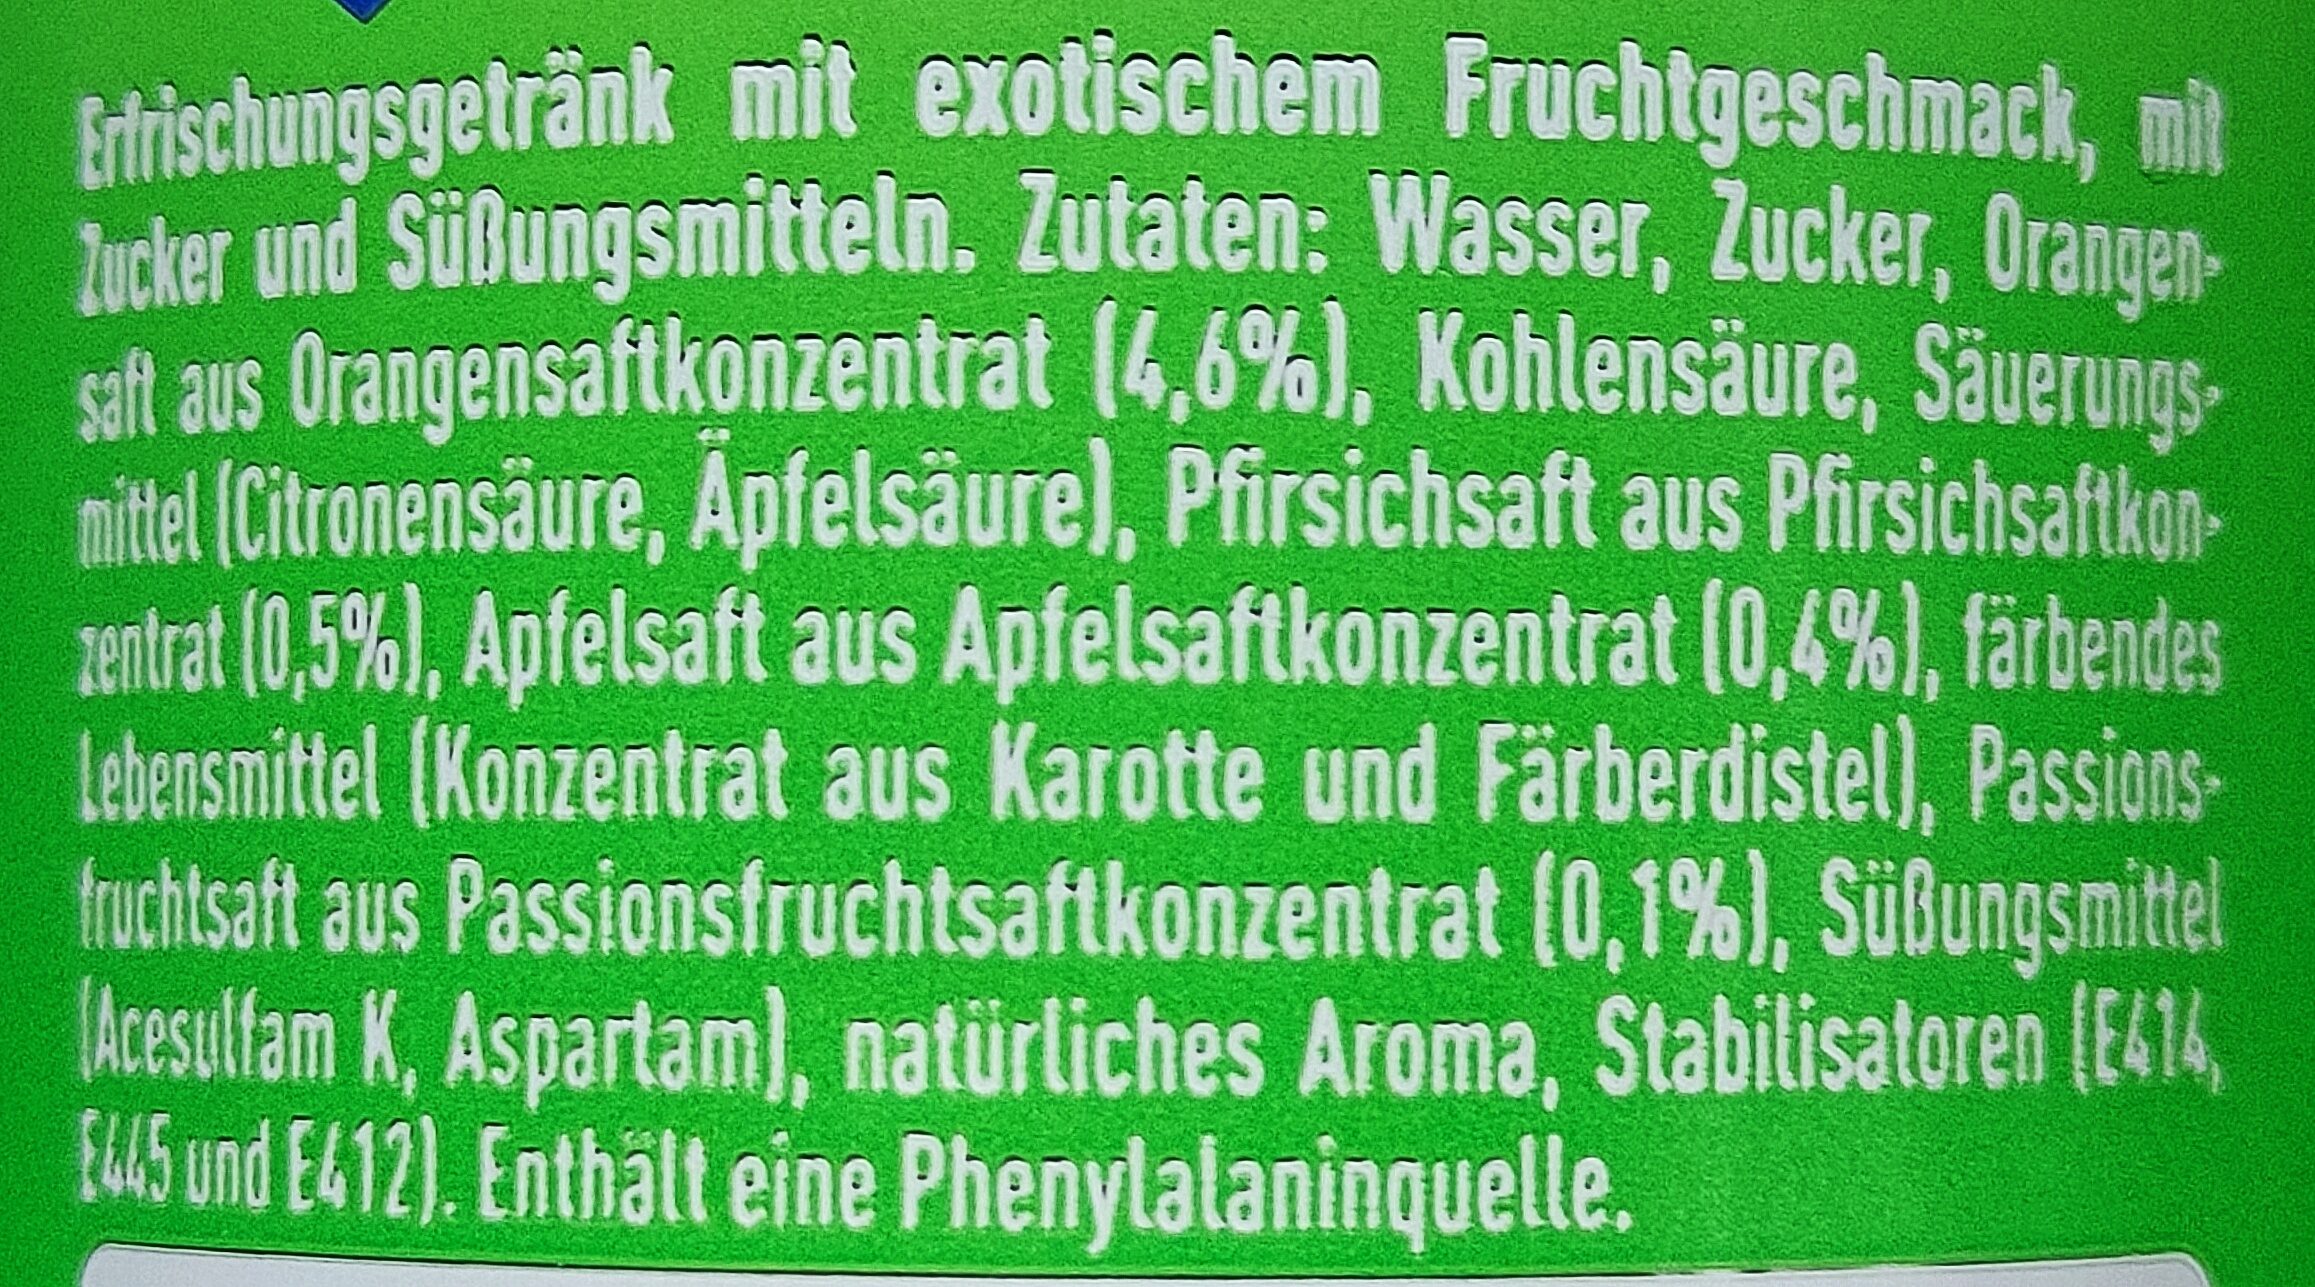 Erfrischungsgetränk mit exotischem Fruchtgeschmack, mit
Zucker und Süßungsmitteln. Zutaten: Wasser, Zucker, Orangen-
saft aus Orangensaftkonzentrat (4,6%), Kohlensäure, Säuerungs-
mittel (Citronensäure, Äpfelsäure), Pfirsichsaft aus Pfirsichsaftkon-
zentrat (0,5%), Apfelsaft aus Apfelsaftkonzentrat (0,4%), färbendes
Lebensmittel (Konzentrat aus Karotte und Färberdistel), Passions-
fruchtsaft aus Passionsfruchtsaftkonzentrat (0,1%), Süßungsmittel
(Acesulfam K, Aspartam), natürliches Aroma, Stabilisatoren (E414,
E445 und E412). Enthält eine Phenylalaninquelle.